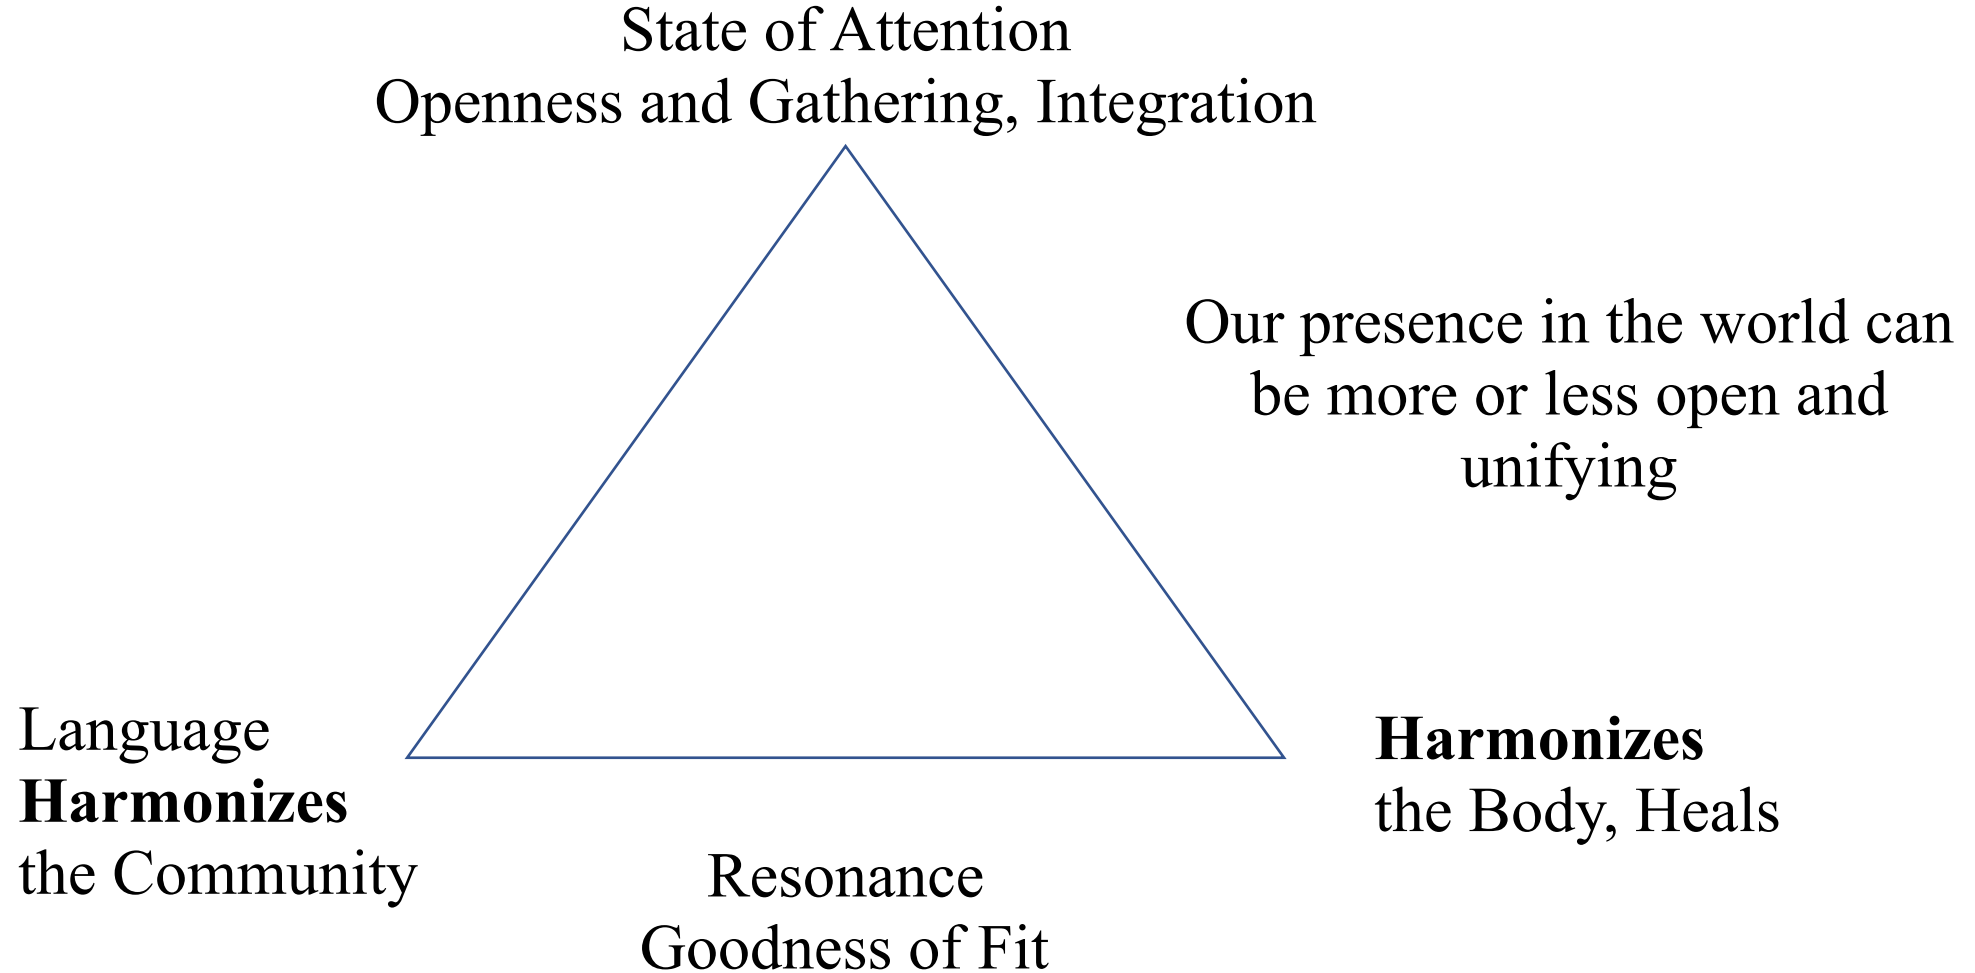 State of Attention
Openness and Gathering, Integration
Our presence in the world can
be more or less open and
unifying
Language
Harmonizes
the Community
Harmonizes
the Body, Heals
Resonance
Goodness of Fit